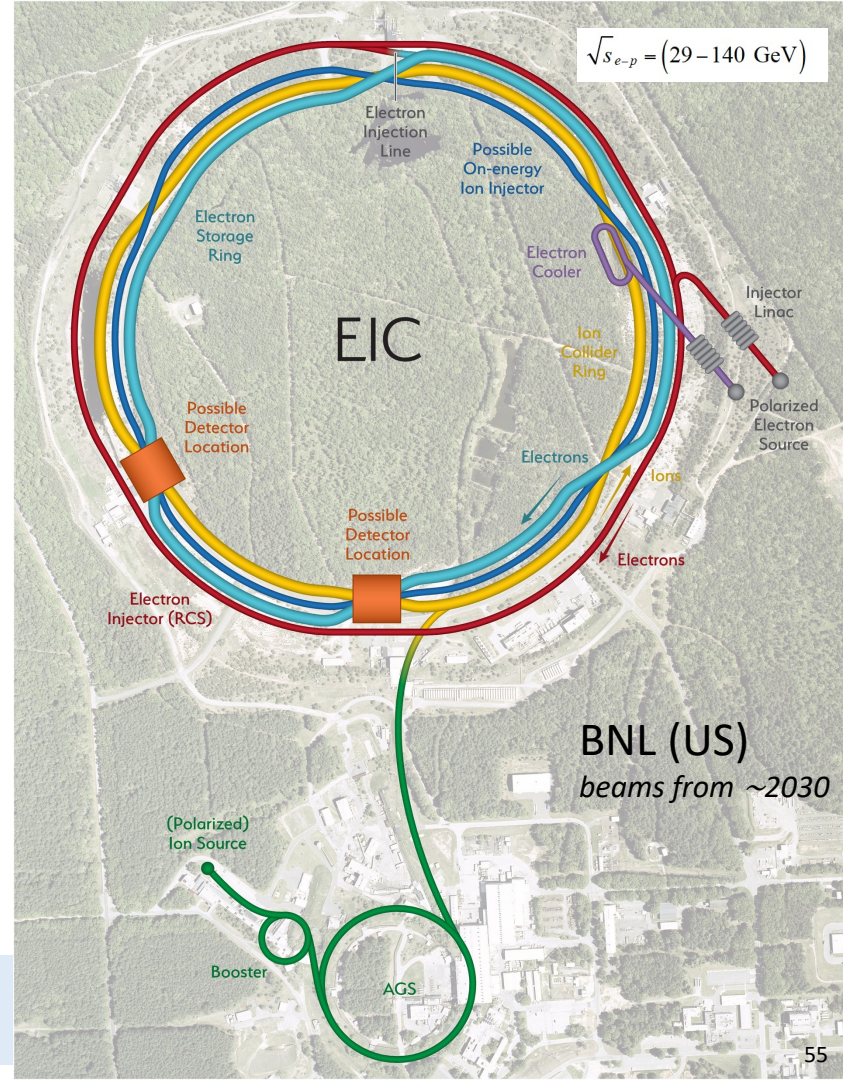 √s e–p = (29 – 140 GeV)
Electron
Injection
Line
Possible
On-energy
Ion Injector
Electron
Storage
Ring
Electron
Cooler
Injector
Linac
EIC
Ion
Collider
Ring
Polarized
Electron
Source
Possible
Detector
Location
Electrons
Ions
Possible
Detector
Location
Electrons
Electron
Injector (RCS)
BNL (US)
beams from ~2030
(Polarized)
Ion Source
Booster
AGS
55